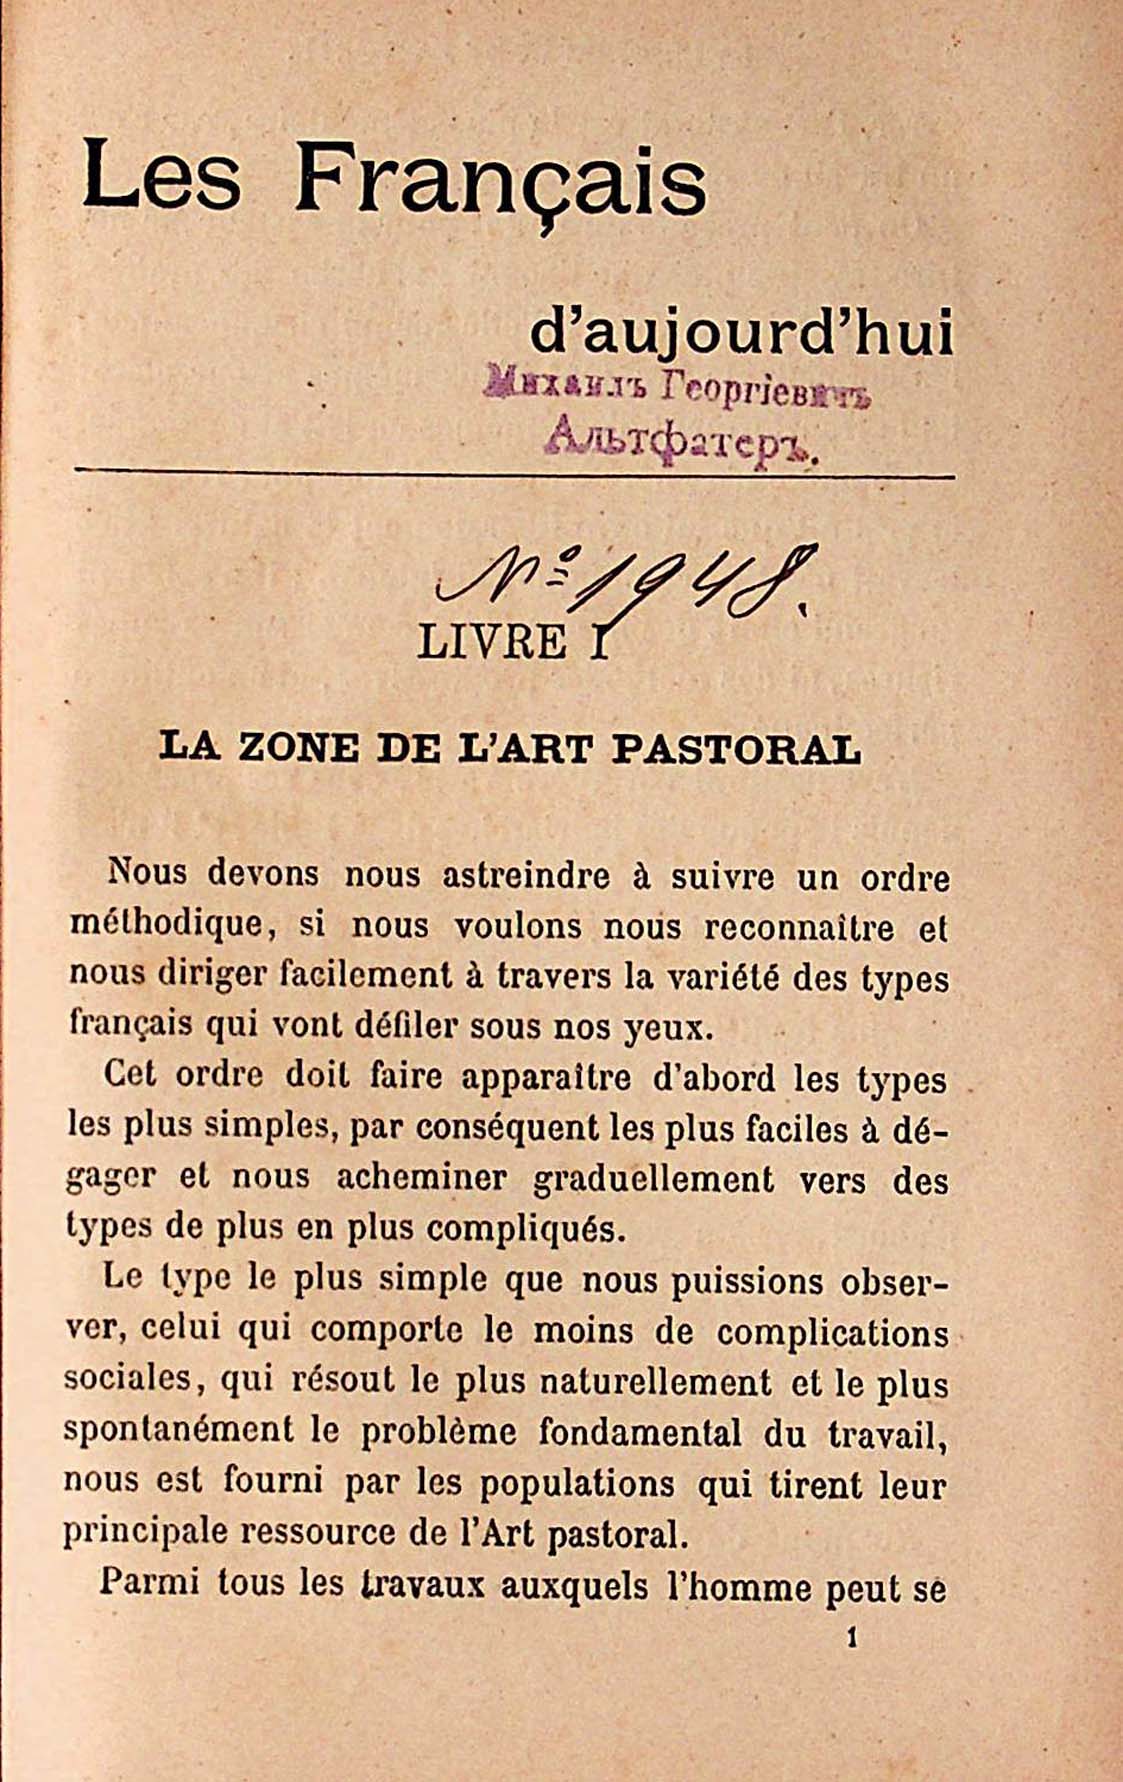 Les Français
d'aujourd'hui
Михаилъ Георгіевичъ
Альтфатеръ.
Nº 1948.
LIVRE I
LA ZONE DE L'ART PASTORAL
Nous devons nous astreindre à suivre un ordre
méthodique, si nous voulons nous reconnaître et
nous diriger facilement à travers la variété des types
français qui vont défiler sous nos yeux.
Cet ordre doit faire apparaître d'abord les types
les plus simples, par conséquent les plus faciles à dé-
gager et nous acheminer graduellement vers des
types de plus en plus compliqués.
Le type le plus simple que nous puissions obser-
ver, celui qui comporte le moins de complications
sociales, qui résout le plus naturellement et le plus
spontanément le problème fondamental du travail,
nous est fourni par les populations qui tirent leur
principale ressource de l'Art pastoral.
Parmi tous les travaux auxquels l'homme peut se
1